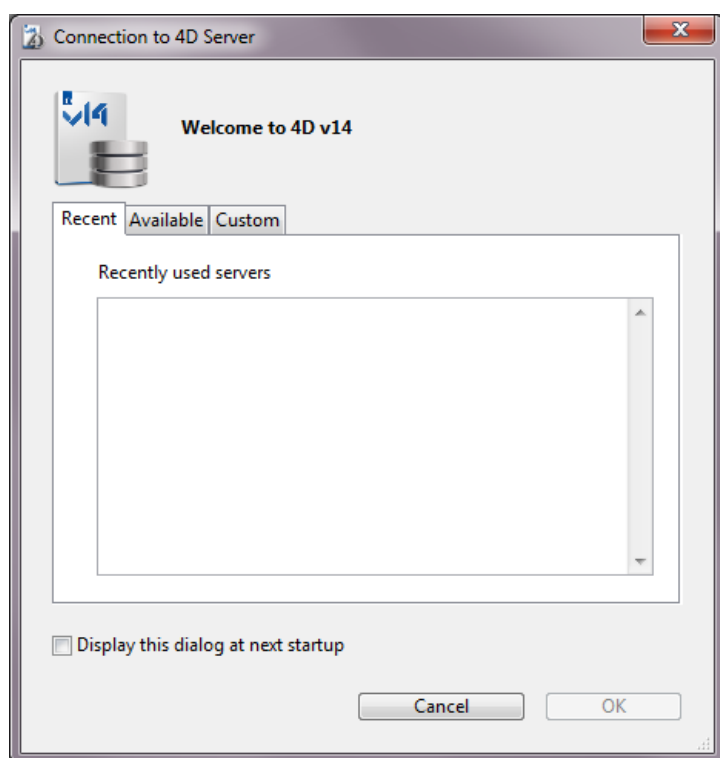 Connection to 4D Server
v14
Welcome to 4D v14
Recent Available Custom
Recently used servers
Display this dialog at next startup
Cancel OK